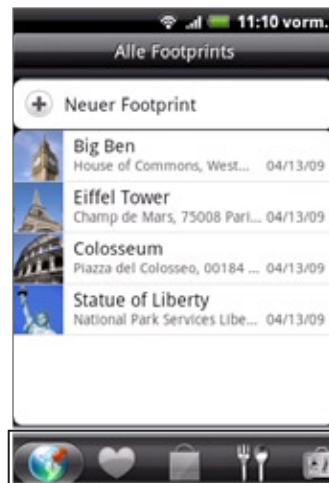 11:10 vorm.
Alle Footprints
Neuer Footprint
Big Ben
House of Commons, West... 04/13/09
Eiffel Tower
Champ de Mars, 75008 Pari... 04/13/09
Colosseum
Piazza del Colosseo, 00184 ... 04/13/09
Statue of Liberty
National Park Services Libe... 04/13/09